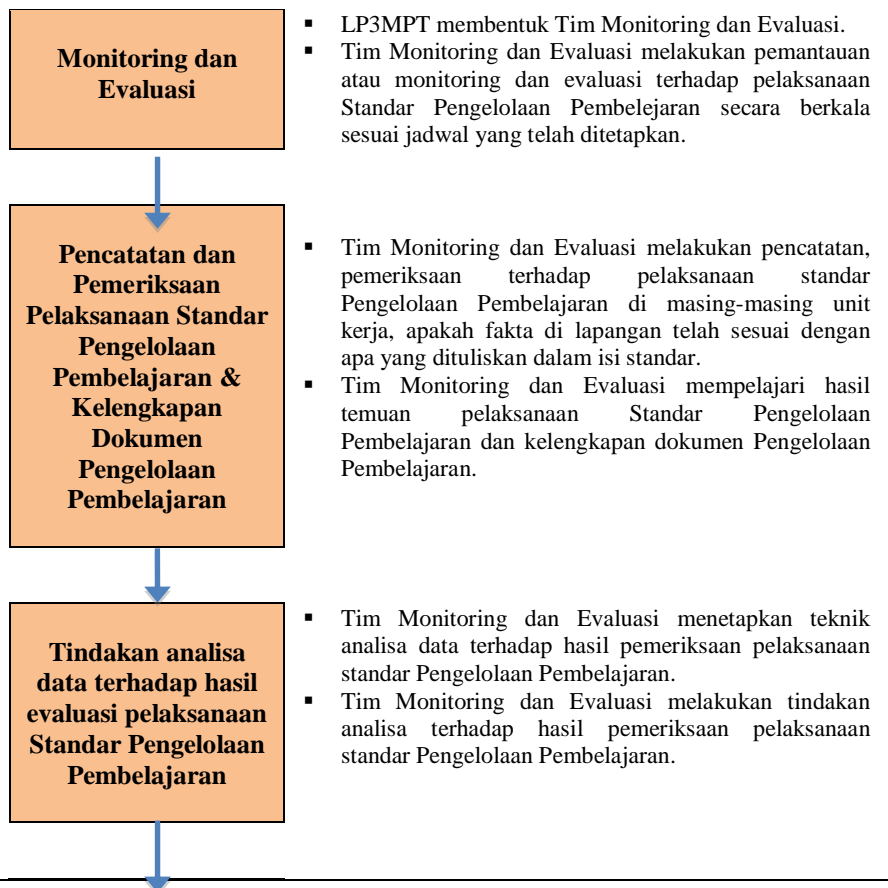 Monitoring dan
Evaluasi
▪ LP3MPT membentuk Tim Monitoring dan Evaluasi.
▪ Tim Monitoring dan Evaluasi melakukan pemantauan
atau monitoring dan evaluasi terhadap pelaksanaan
Standar Pengelolaan Pembelejaran secara berkala
sesuai jadwal yang telah ditetapkan.
Pencatatan dan
Pemeriksaan
Pelaksanaan Standar
Pengelolaan
Pembelajaran &
Kelengkapan
Dokumen
Pengelolaan
Pembelajaran
▪ Tim Monitoring dan Evaluasi melakukan pencatatan,
pemeriksaan terhadap pelaksanaan standar
Pengelolaan Pembelajaran di masing-masing unit
kerja, apakah fakta di lapangan telah sesuai dengan
apa yang dituliskan dalam isi standar.
▪ Tim Monitoring dan Evaluasi mempelajari hasil
temuan pelaksanaan Standar Pengelolaan
Pembelajaran dan kelengkapan dokumen Pengelolaan
Pembelajaran.
Tindakan analisa
data terhadap hasil
evaluasi pelaksanaan
Standar Pengelolaan
Pembelajaran
▪ Tim Monitoring dan Evaluasi menetapkan teknik
analisa data terhadap hasil pemeriksaan pelaksanaan
standar Pengelolaan Pembelajaran.
▪ Tim Monitoring dan Evaluasi melakukan tindakan
analisa terhadap hasil pemeriksaan pelaksanaan
standar Pengelolaan Pembelajaran.